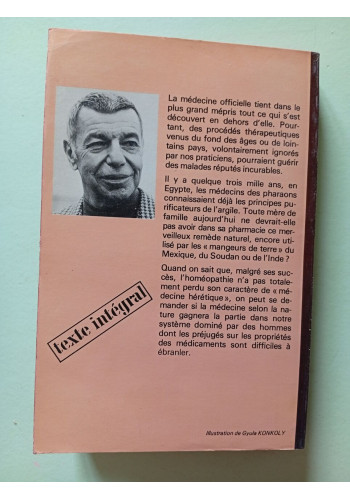 La médecine officielle tient dans le
plus grand mépris tout ce qui s'est
découvert en dehors d'elle. Pour-
tant, des procédés thérapeutiques
venus du fond des âges ou de loin-
tains pays, volontairement ignorés
par nos praticiens, pourraient guérir
des malades réputés incurables.
Il y a quelque trois mille ans, en
Egypte, les médecins des pharaons
connaissaient déjà les principes pu-
rificateurs de l'argile. Toute mère de
famille aujourd'hui ne devrait-elle
pas avoir dans sa pharmacie ce mer-
veilleux remède naturel, encore uti-
lisé par les « mangeurs de terre » du
Mexique, du Soudan ou de l'Inde ?
Quand on sait que, malgré ses suc-
cès, l'homéopathie n'a pas totale-
ment perdu son caractère de « mé-
decine hérétique », on peut se de-
mander si la médecine selon la na-
ture gagnera la partie dans notre
système dominé par des hommes
dont les préjugés sur les propriétés
des médicaments sont difficiles à
ébranler.
texte intégral
Illustration de Gyula KONKOLY